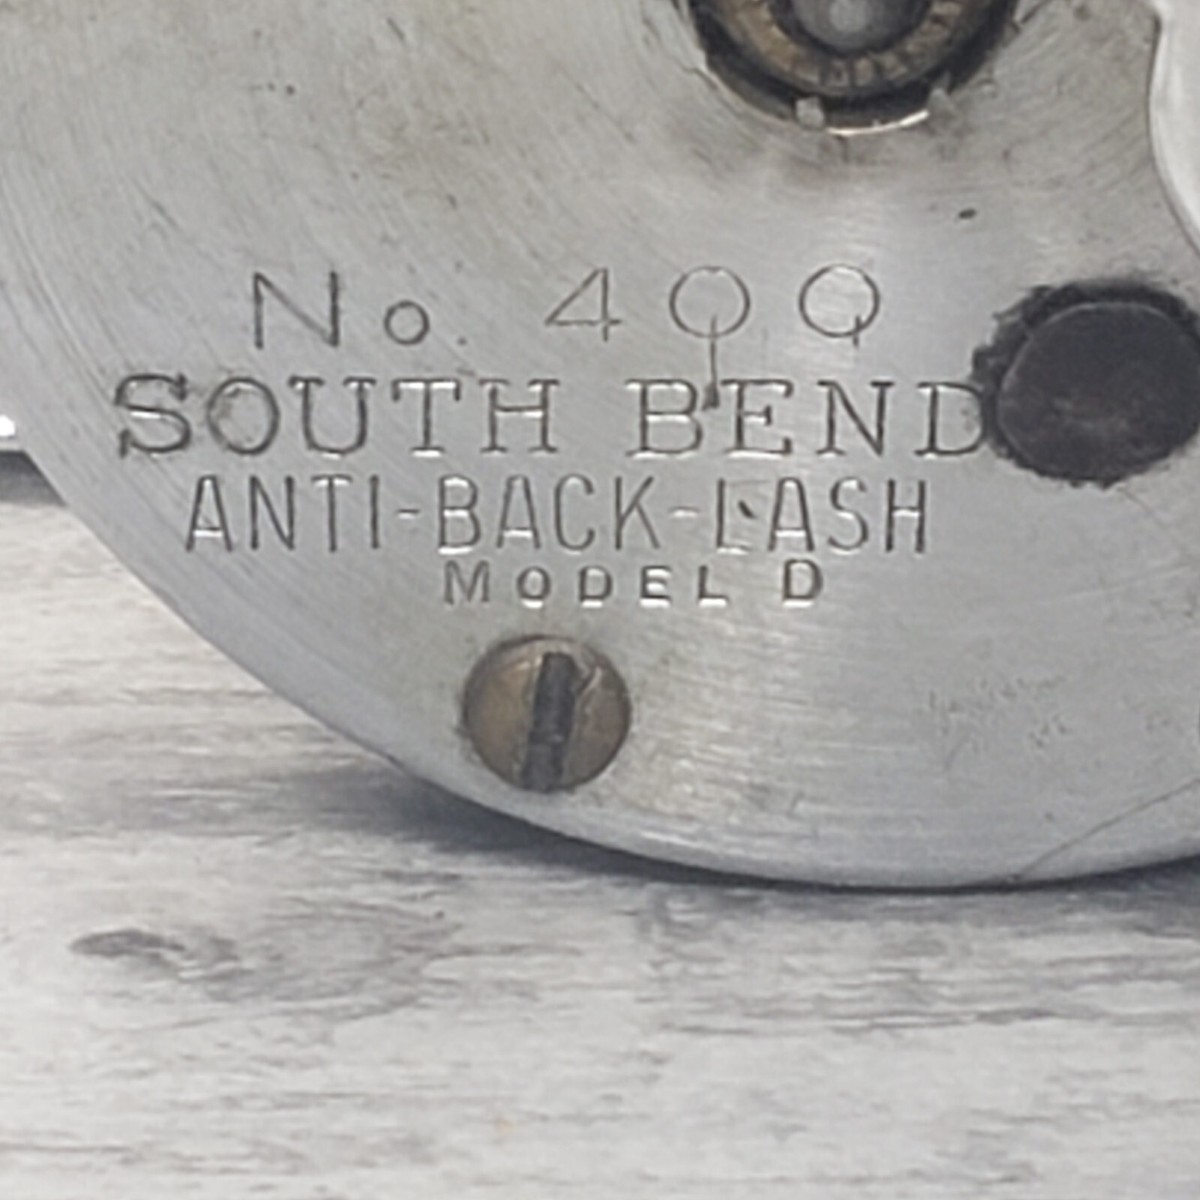 No. 400
SOUTH BEND
ANTI-BACK-LASH
MODEL D